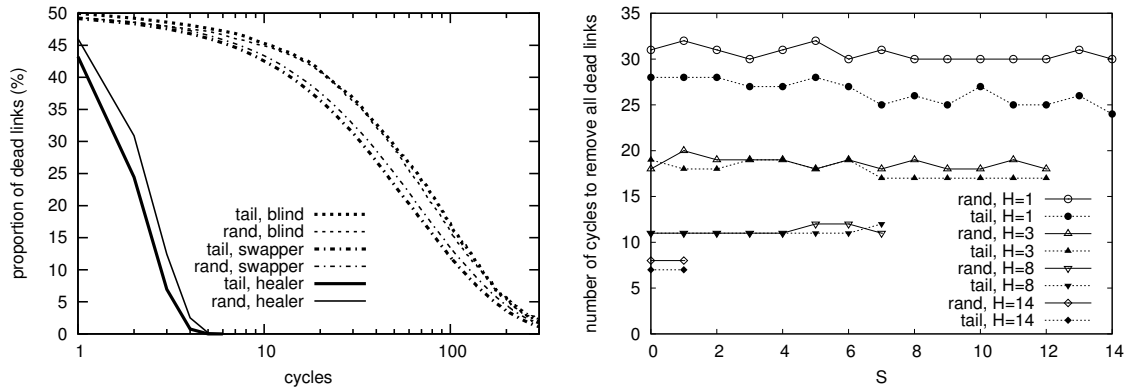 proportion of dead links (%)
50
45
40
35
30
25
20
15
10
5
0
tail, blind
rand, blind
tail, swapper
rand, swapper
tail, healer
rand, healer
1
10
100
cycles
number of cycles to remove all dead links
35
30
25
20
15
10
5
0
rand, H=1
tail, H=1
rand, H=3
tail, H=3
rand, H=8
tail, H=8
rand, H=14
tail, H=14
0
2
4
6
8
10
12
14
S